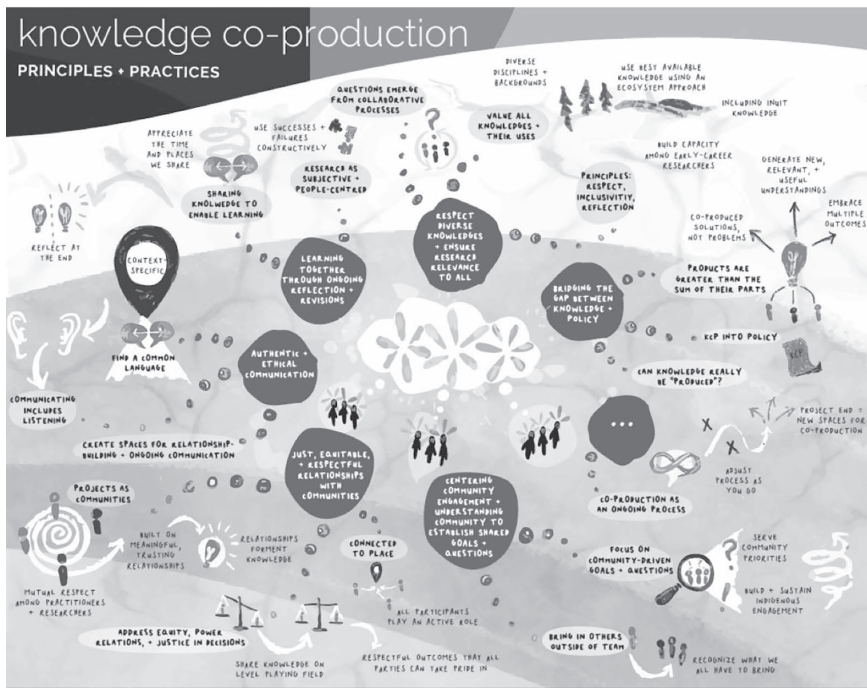 knowledge co-production
PRINCIPLES + PRACTICES
QUESTIONS EMERGE
FROM COLLABORATIVE
PROCESSES
DIVERSE
DISCIPLINES +
BACKGROUNDS
USE BEST AVAILABLE
KNOWLEDGE USING AN
ECOSYSTEM APPROACH
INCLUDING INUIT
KNOWLEDGE
APPRECIATE
THE TIME
AND PLACES
WE SHARE
USE SUCCESSES +
FAILURES
CONSTRUCTIVELY
?
VALUE ALL
KNOWLEDGES +
THEIR USES
BUILD CAPACITY
AMONG EARLY-CAREER
RESEARCHERS
GENERATE NEW,
RELEVANT, +
USEFUL
UNDERSTANDINGS
SHARING
KNOLWEDGE TO
ENABLE LEARNING
RESEARCH AS
SUBJECTIVE +
PEOPLE-CENTRED
PRINCIPLES:
RESPECT,
INCLUSIVITIY,
REFLECTION
EMBRACE
MULTIPLE
OUTCOMES
REFLECT AT
THE END
CONTEXT-
SPECIFIC
LEARNING
TOGETHER
THROUGH ONGOING
REFLECTION +
REVISIONS
RESPECT
DIVERSE
KNOWLEDGES
+ ENSURE
RESEARCH
RELEVANCE
TO ALL
CO-PRODUCED
SOLUTIONS,
NOT PROBLEMS
BRIDGING THE
GAP BETWEEN
KNOWLEDGE +
POLICY
PRODUCTS ARE
GREATER THAN THE
SUM OF THEIR PARTS
FIND A COMMON
LANGUAGE
AUTHENTIC +
ETHICAL
COMMUNICATION
KCP INTO POLICY
KCP
CAN KNOWLEDGE REALLY
BE "PRODUCED"?
COMMUNICATING
INCLUDES
LISTENING
...
X
X
PROJECT END =
NEW SPACES FOR
CO-PRODUCTION
CREATE SPACES FOR RELATIONSHIP-
BUILDING + ONGOING COMMUNICATION
JUST, EQUITABLE,
+ RESPECTFUL
RELATIONSHIPS
WITH
COMMUNITIES
CENTERING
COMMUNITY
ENGAGEMENT +
UNDERSTANDING
COMMUNITY TO
ESTABLISH SHARED
GOALS +
QUESTIONS
ADJUST
PROCESS AS
YOU GO
CO-PRODUCTION AS
AN ONGOING PROCESS
PROJECTS AS
COMMUNITIES
BUILT ON
MEANINGFUL,
TRUSTING
RELATIONSHIPS
RELATIONSHIPS
FORMENT
KNOWLEDGE
CONNECTED
TO PLACE
FOCUS ON
COMMUNITY-DRIVEN
GOALS + QUESTIONS
?
!
SERVE
COMMUNITY
PRIORITIES
BUILD + SUSTAIN
INDIGENOUS
ENGAGEMENT
MUTUAL RESPECT
AMONG PRACTITIONERS
+ RESEARCHERS
ALL PARTICIPANTS
PLAY AN ACTIVE ROLE
ADDRESS EQUITY, POWER
RELATIONS, + JUSTICE IN DECISIONS
BRING IN OTHERS
OUTSIDE OF TEAM
SHARE KNOWLEDGE ON
LEVEL PLAYING FIELD
RESPECTFUL OUTCOMES THAT ALL
PARTIES CAN TAKE PRIDE IN
RECOGNIZE WHAT WE
ALL HAVE TO BRING